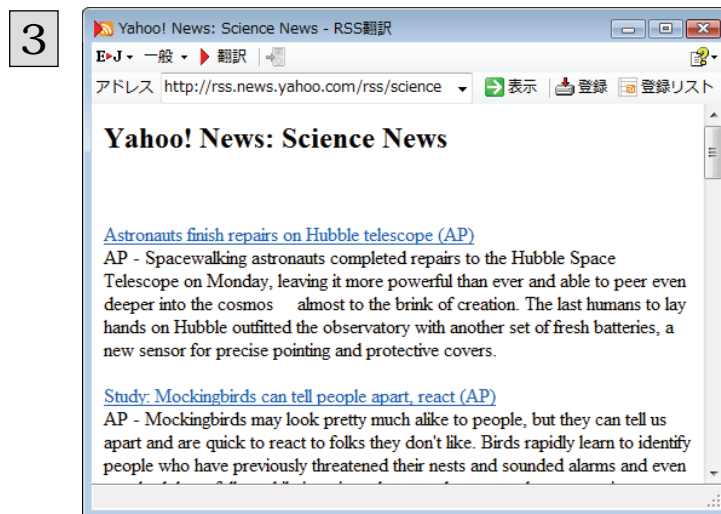 3
Yahoo! News: Science News - RSS翻訳
E▶J 一般 翻訳
アドレス http://rss.news.yahoo.com/rss/science 表示 登録 登録リスト
Yahoo! News: Science News
Astronauts finish repairs on Hubble telescope (AP)
AP - Spacewalking astronauts completed repairs to the Hubble Space
Telescope on Monday, leaving it more powerful than ever and able to peer even
deeper into the cosmos almost to the brink of creation. The last humans to lay
hands on Hubble outfitted the observatory with another set of fresh batteries, a
new sensor for precise pointing and protective covers.
Study: Mockingbirds can tell people apart, react (AP)
AP - Mockingbirds may look pretty much alike to people, but they can tell us
apart and are quick to react to folks they don't like. Birds rapidly learn to identify
people who have previously threatened their nests and sounded alarms and even